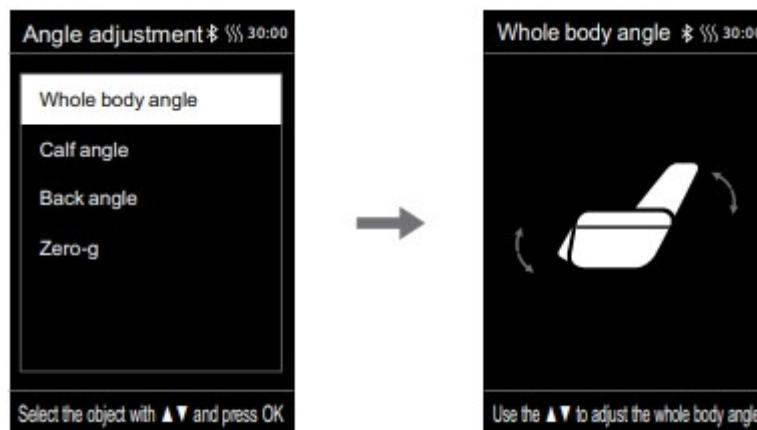 Angle adjustment 30:00
Whole body angle
Calf angle
Back angle
Zero-g
Select the object with ▲▼ and press OK
Whole body angle 30:00
Use the ▲▼ to adjust the whole body angle